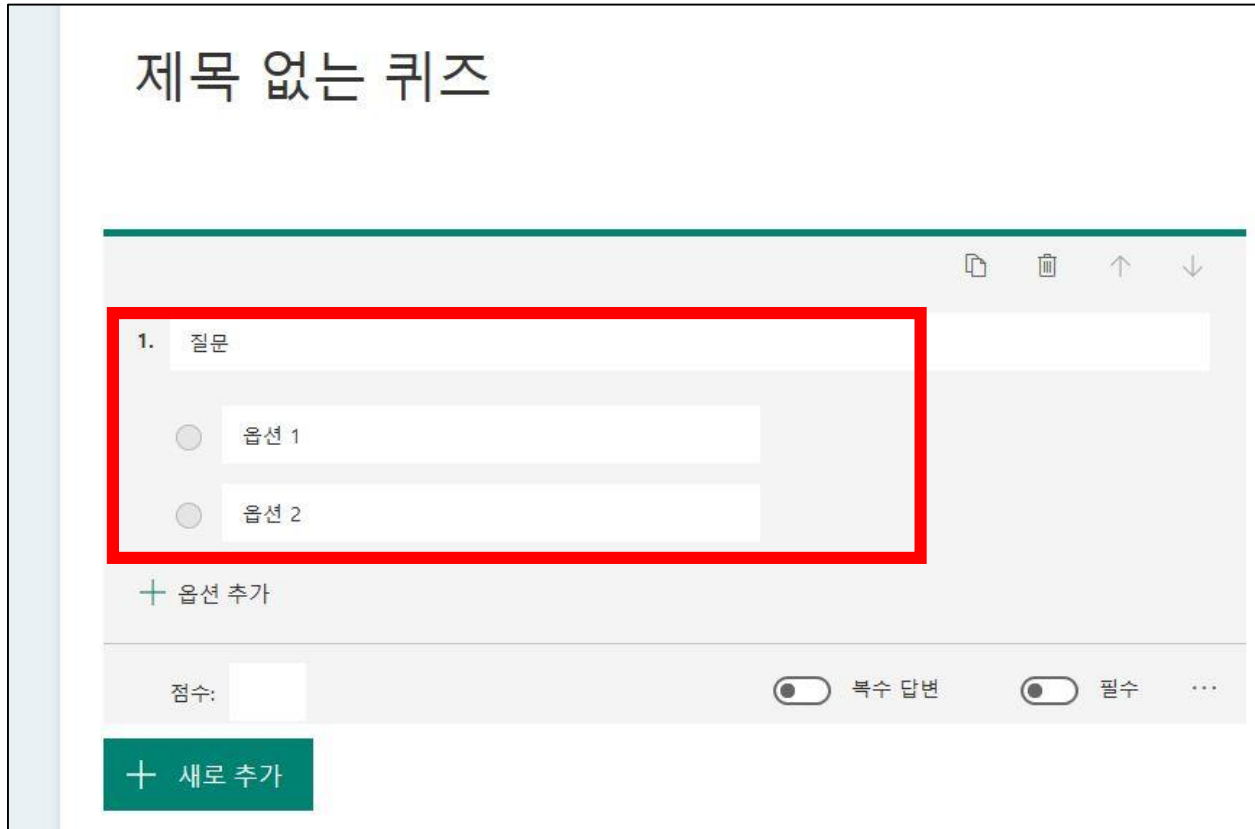 제목 없는 퀴즈
1. 질문
옵션 1
옵션 2
옵션 추가
점수: 복수 답변 필수 ...
새로 추가